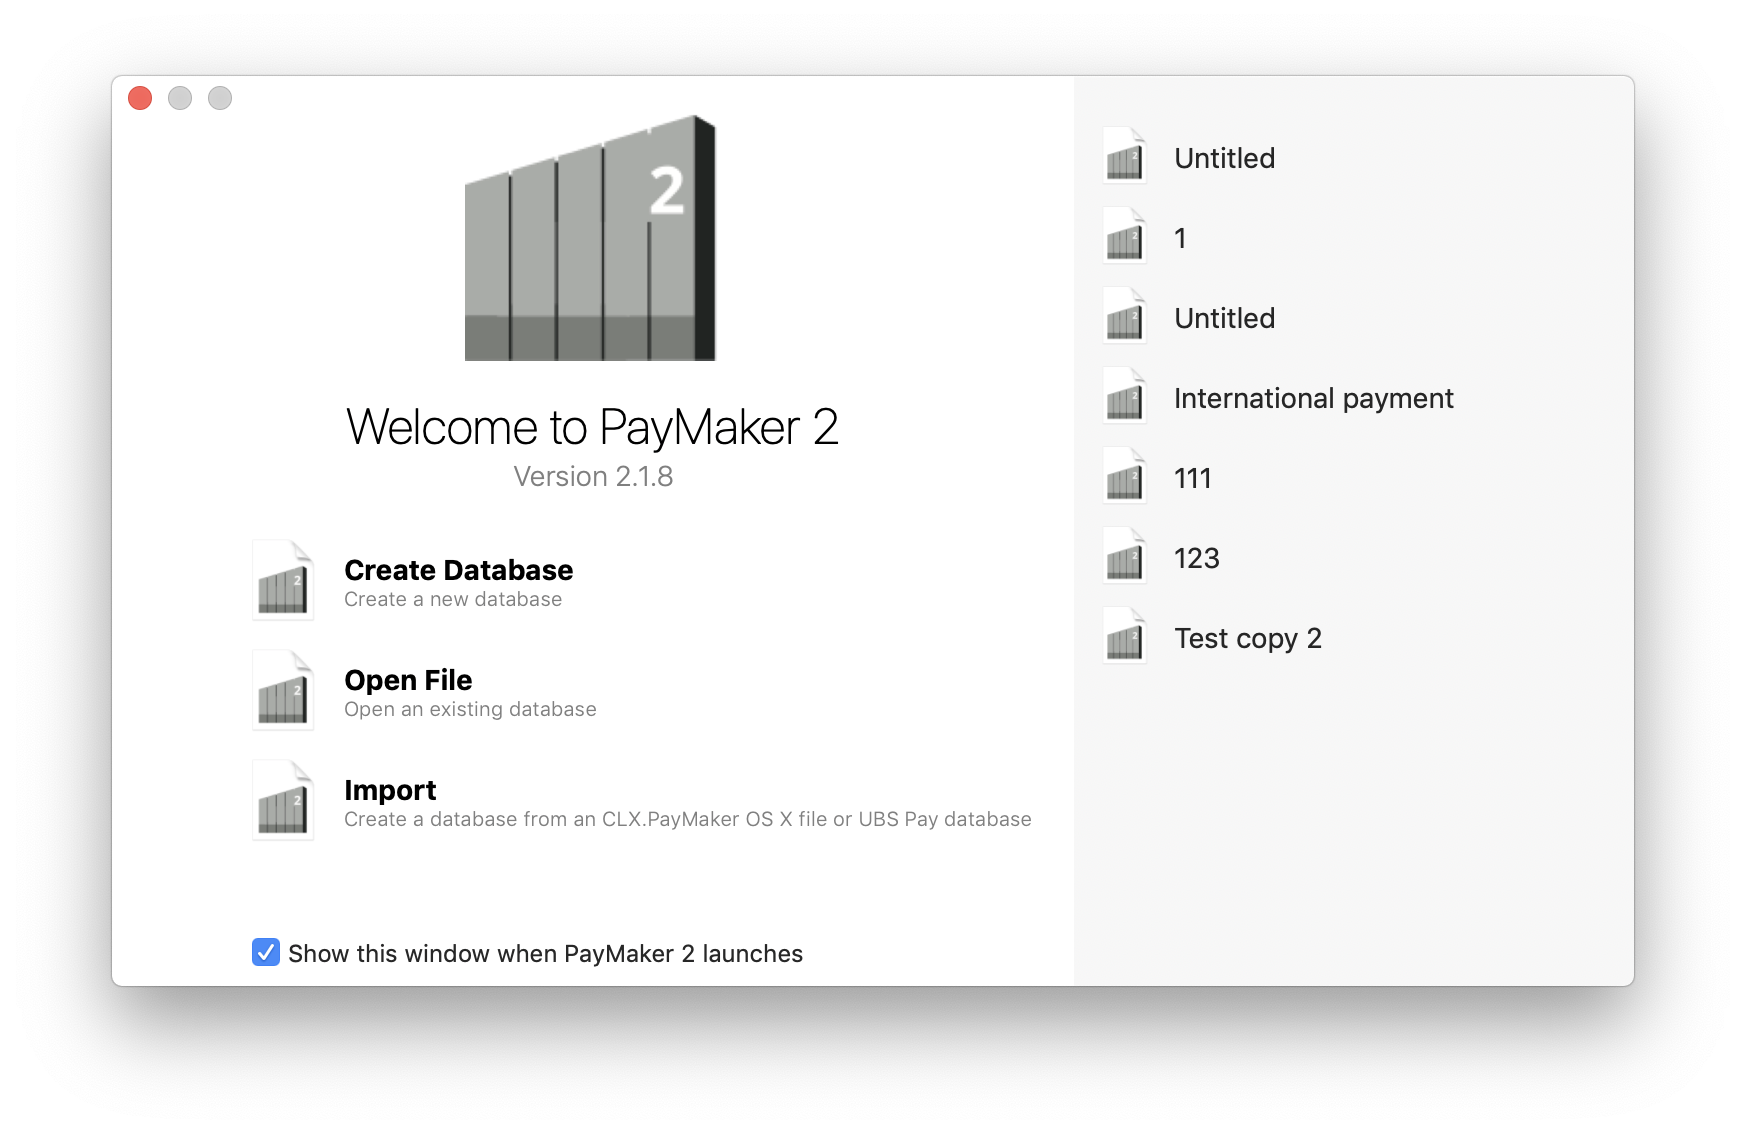 2
Welcome to PayMaker 2
Version 2.1.8
Create Database
Create a new database
Open File
Open an existing database
Import
Create a database from an CLX.PayMaker OS X file or UBS Pay database
Show this window when PayMaker 2 launches
Untitled
1
Untitled
International payment
111
123
Test copy 2